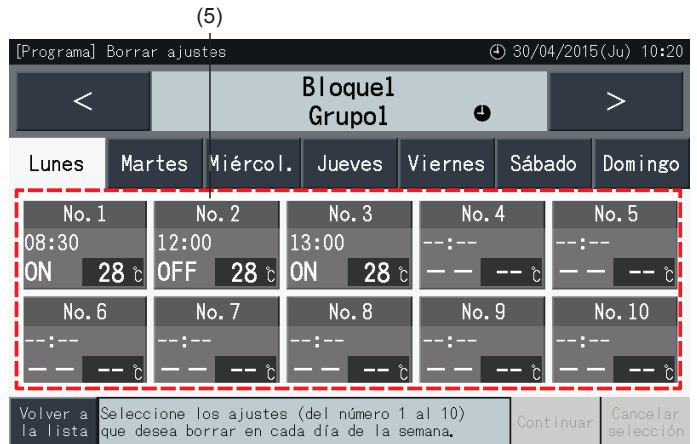 (5)
[Programa] Borrar ajustes 30/04/2015(Ju) 10:20
< Bloque1 >
Grupo1
Lunes Martes Miércol. Jueves Viernes Sábado Domingo
No.1 No.2 No.3 No.4 No.5
08:30 12:00 13:00 --:-- --:--
ON 28℃ OFF 28℃ ON 28℃ -- --℃ -- --℃
No.6 No.7 No.8 No.9 No.10
--:-- --:-- --:-- --:-- --:--
-- --℃ -- --℃ -- --℃ -- --℃ -- --℃
Volver a la lista
Seleccione los ajustes (del número 1 al 10)
que desea borrar en cada día de la semana.
Continuar
Cancelar
selección